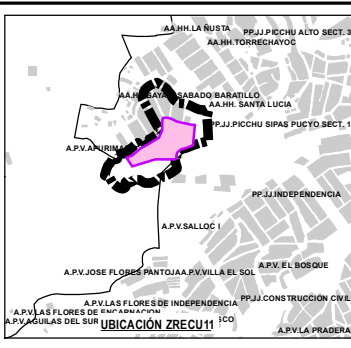 AA.HH.LA ÑUSTA
PP.JJ.PICCHU ALTO SECT. 3
AA.HH.TORRECHAYOC
SABADO BARATILLO
AA.HH. SANTA LUCIA
PP.JJ.PICCHU SIPAS PUCYO SECT. 1
PP.JJ.INDEPENDENCIA
A.P.V.SALLOC I
A.P.V. EL BOSQUE
A.P.V.JOSE FLORES PANTOJA
A.P.V.VILLA EL SOL
A.P.V.LAS FLORES DE INDEPENDENCIA
PP.JJ.CONSTRUCCION CIVIL
A.P.V.LAS FLORES DE ENCARNACION
A.P.V.AGUILAS DEL SUR
UBICACIÓN ZRECU11
A.P.V.LA PRADERA